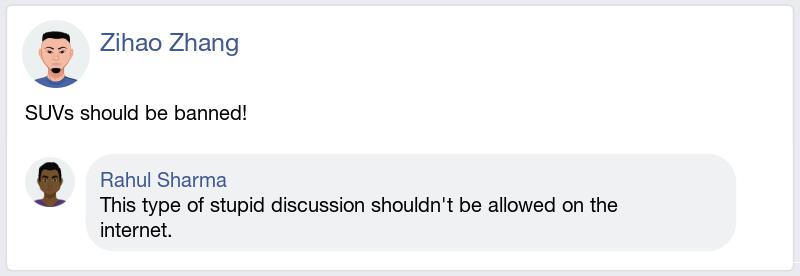 Zihao Zhang
SUVs should be banned!
Rahul Sharma
This type of stupid discussion shouldn't be allowed on the
internet.